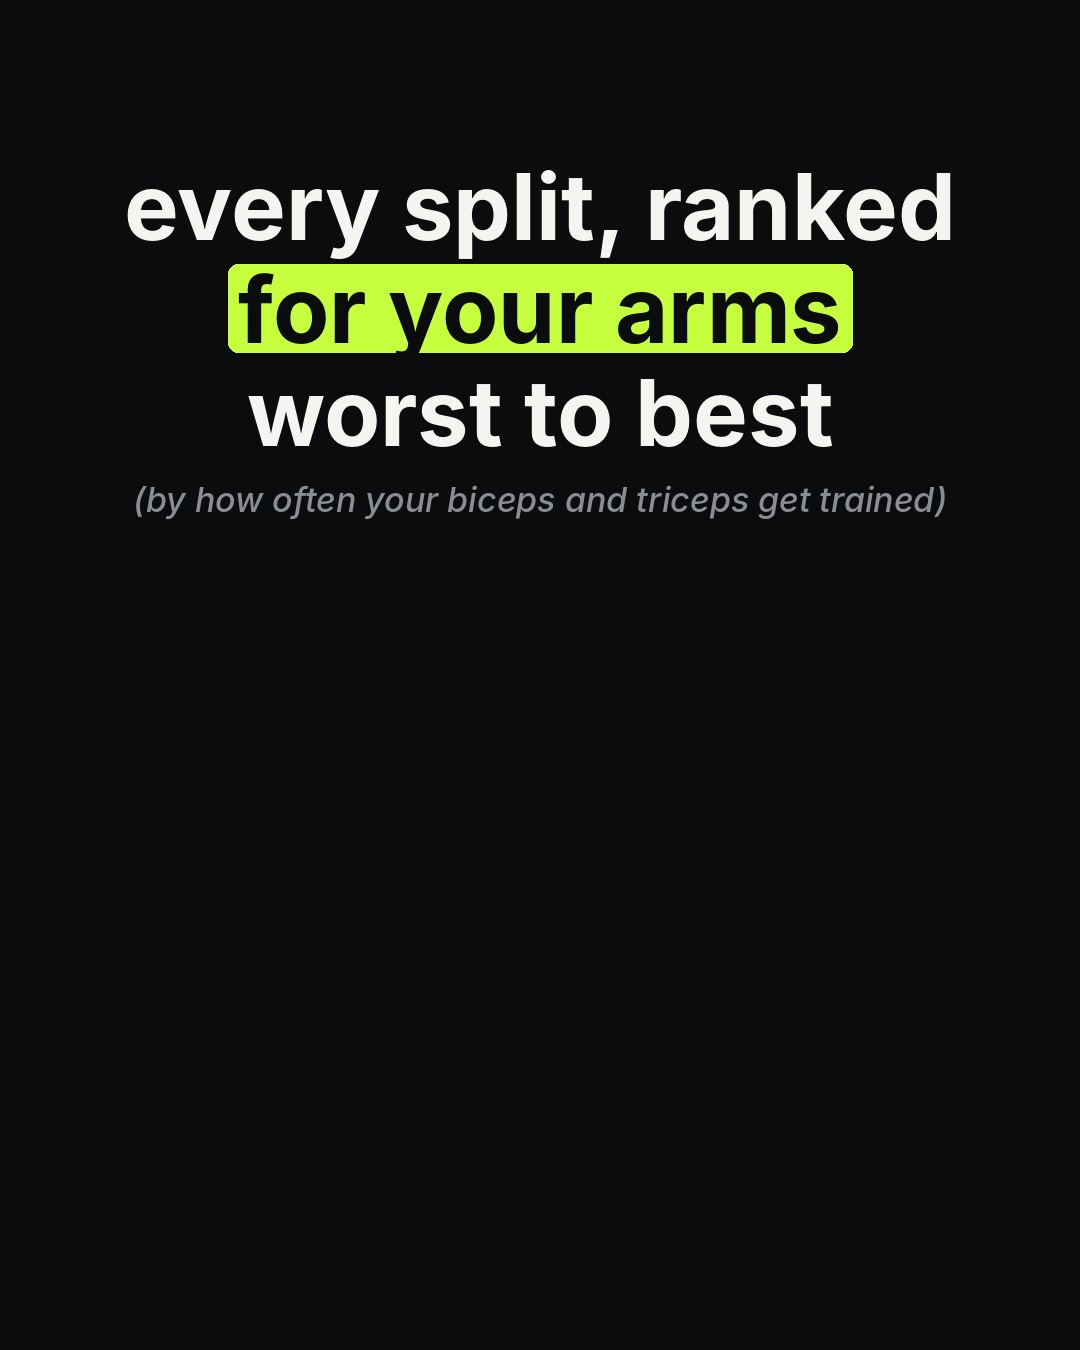 every split, ranked
for your arms
worst to best
(by how often your biceps and triceps get trained)